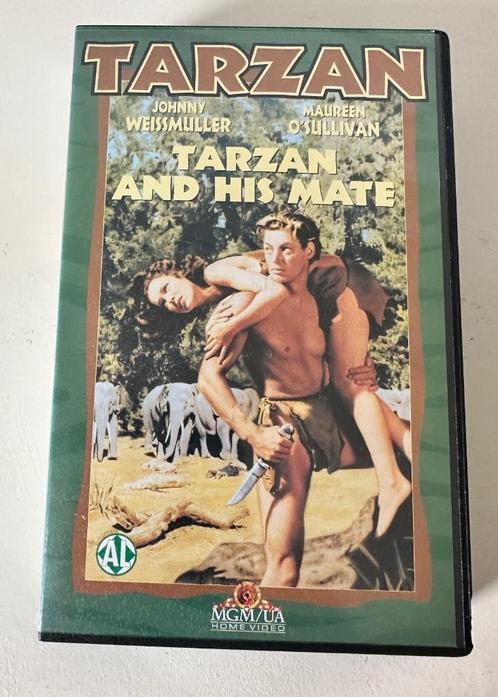 TARZAN
JOHNNY WEISSMULLER
MAUREEN O'SULLIVAN
TARZAN
AND HIS MATE
AL
MGM/UA
HOME VIDEO